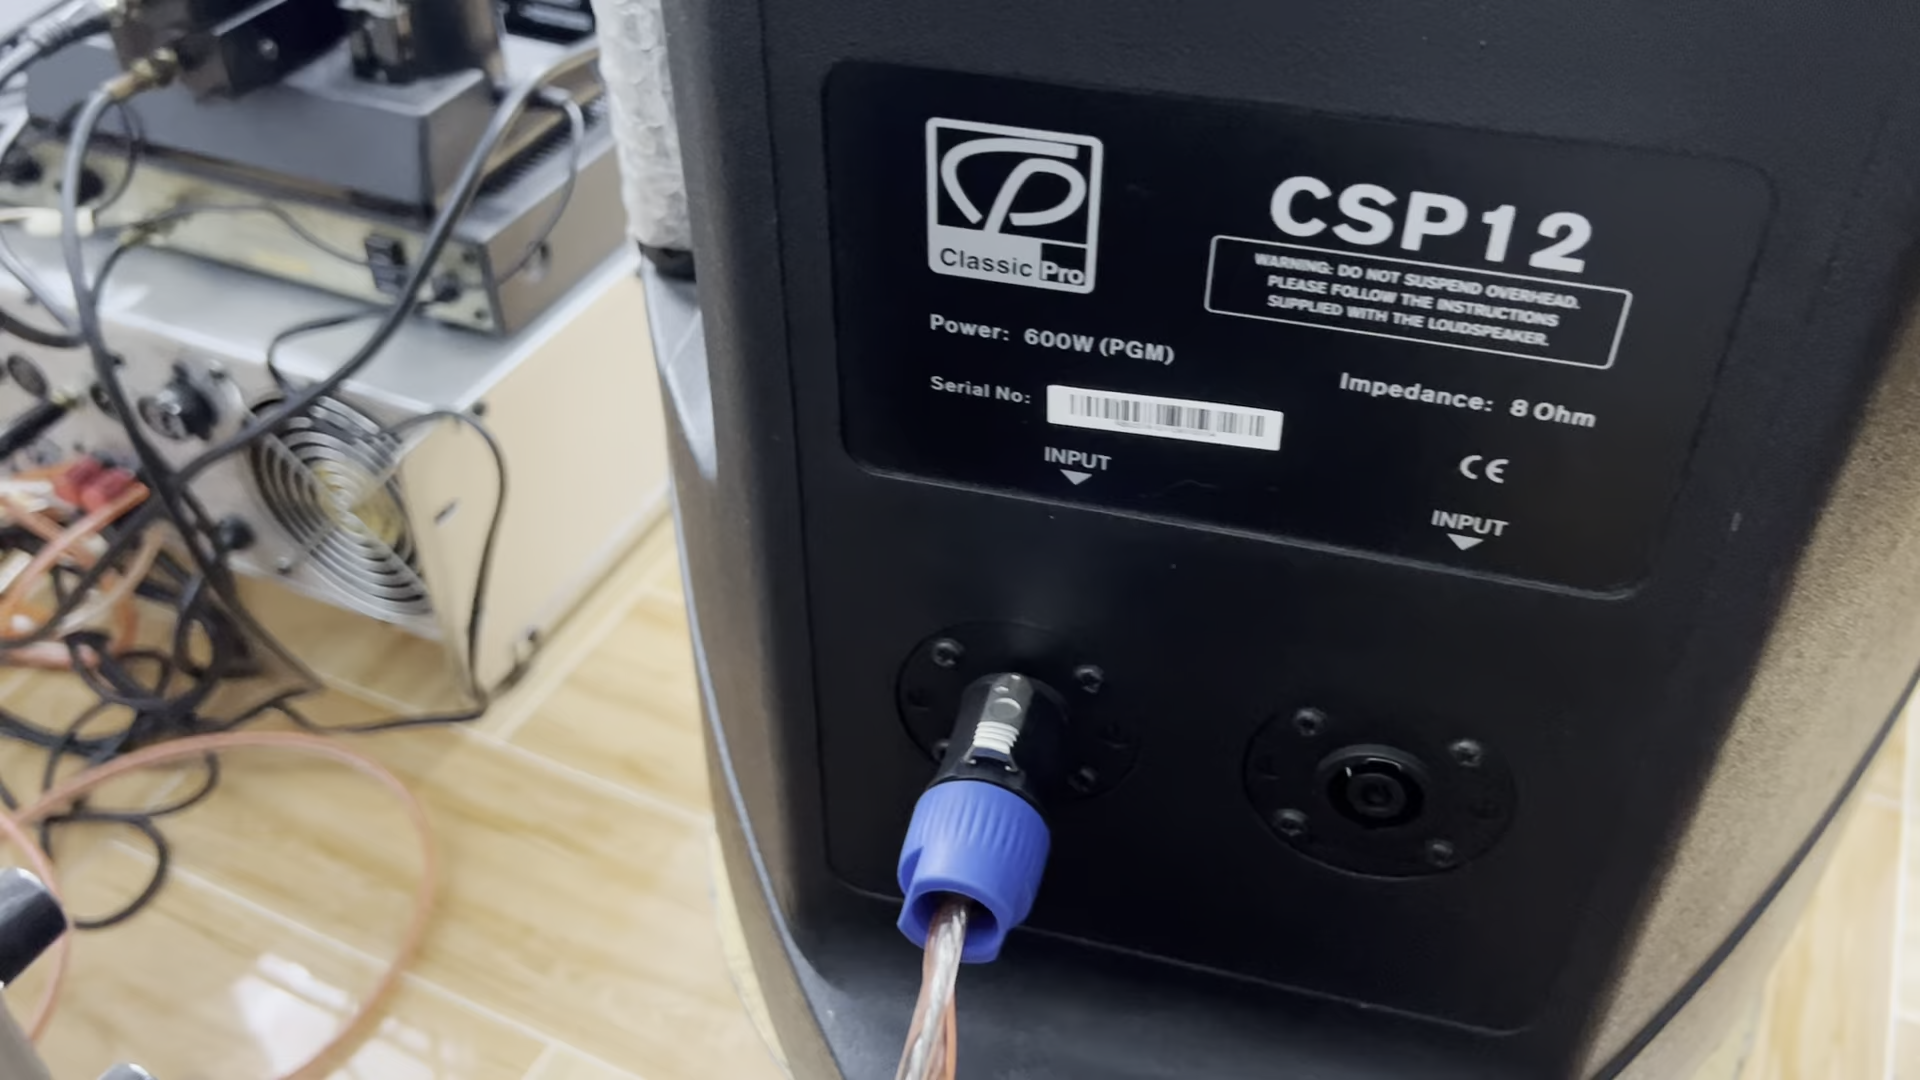 Classic Pro
CSP12
WARNING: DO NOT SUSPEND OVERHEAD.
PLEASE FOLLOW THE INSTRUCTIONS
SUPPLIED WITH THE LOUDSPEAKER.
Power: 600W (PGM)
Impedance: 8 Ohm
Serial No:
CE
INPUT
INPUT